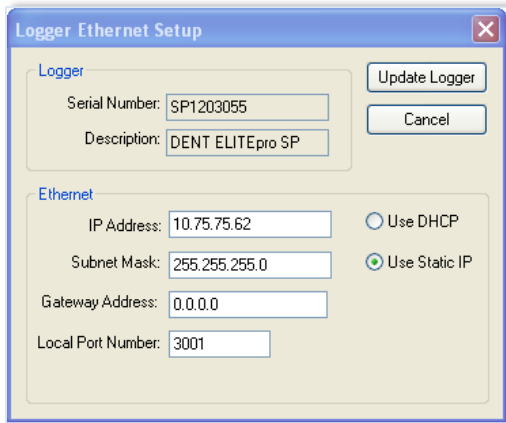 Logger Ethernet Setup
Logger
Update Logger
Serial Number: SP1203055
Cancel
Description: DENT ELITEpro SP
Ethernet
IP Address: 10.75.75.62 Use DHCP
Subnet Mask: 255.255.255.0 Use Static IP
Gateway Address: 0.0.0.0
Local Port Number: 3001